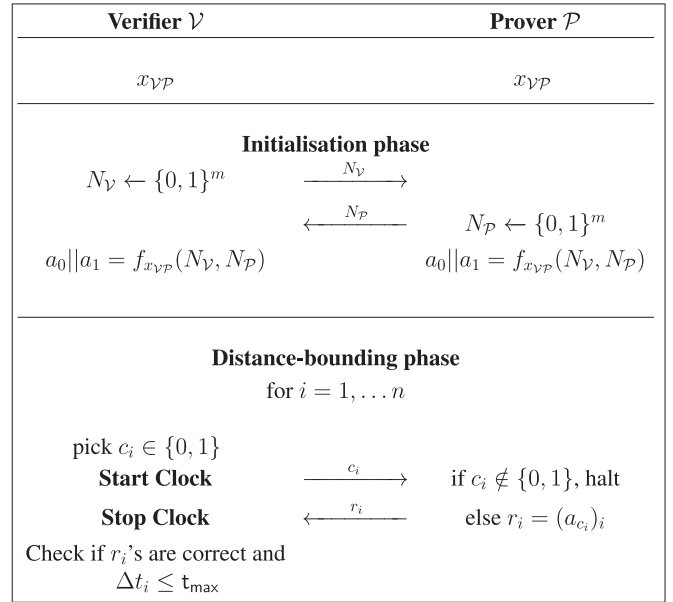 Verifier 𝒱 Prover 𝒫
x_{𝒱𝒫} x_{𝒱𝒫}
Initialisation phase
N_𝒱 ← {0, 1}^m N_𝒱
N_𝒫 N_𝒫 ← {0, 1}^m
a_0||a_1 = f_{x_{𝒱𝒫}}(N_𝒱, N_𝒫) a_0||a_1 = f_{x_{𝒱𝒫}}(N_𝒱, N_𝒫)
Distance-bounding phase
for i = 1, . . . n
pick c_i ∈ {0, 1}
Start Clock c_i if c_i ∉ {0, 1}, halt
Stop Clock r_i else r_i = (a_{c_i})_i
Check if r_i's are correct and
Δt_i ≤ t_max